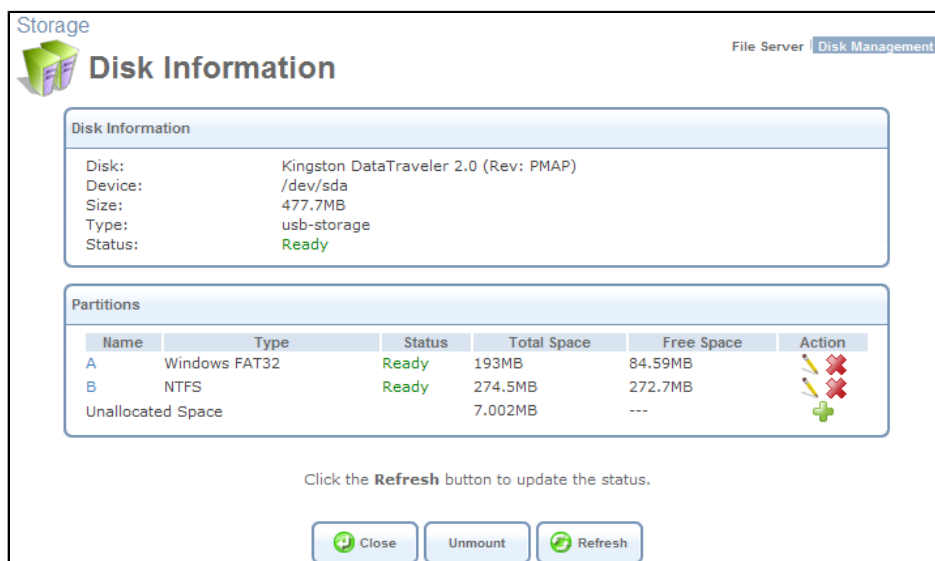 Storage
File Server | Disk Management
Disk Information
Disk Information
Disk: Kingston DataTraveler 2.0 (Rev: PMAP)
Device: /dev/sda
Size: 477.7MB
Type: usb-storage
Status: Ready
Partitions
Name Type Status Total Space Free Space Action
A Windows FAT32 Ready 193MB 84.59MB
B NTFS Ready 274.5MB 272.7MB
Unallocated Space 7.002MB ---
Click the Refresh button to update the status.
Close Unmount Refresh